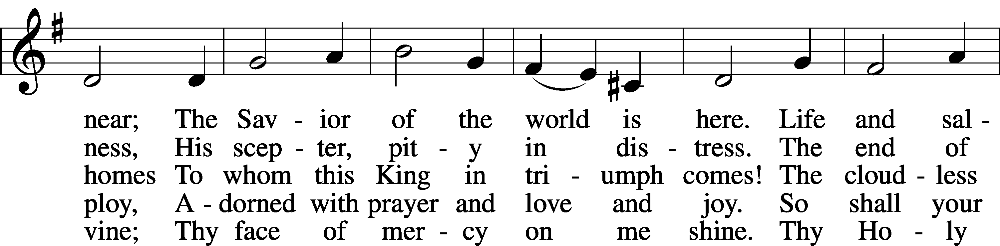 near; The Sav - ior of the world is here. Life and sal -
ness, His scep - ter, pit - y in dis - tress. The end of
homes To whom this King in tri - umph comes! The cloud - less
ploy, A - dorned with prayer and love and joy. So shall your
vine; Thy face of mer - cy on me shine. Thy Ho - ly